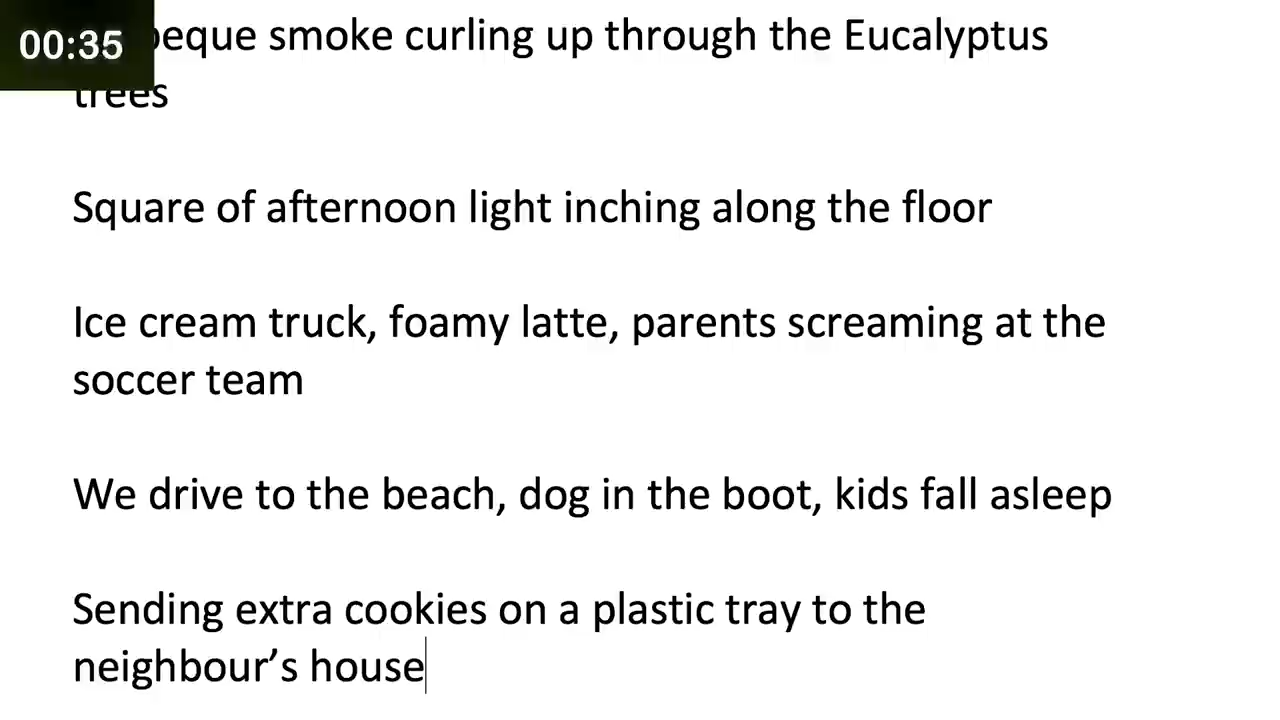 00:35
smoke curling up through the Eucalyptus
trees
Square of afternoon light inching along the floor
Ice cream truck, foamy latte, parents screaming at the
soccer team
We drive to the beach, dog in the boot, kids fall asleep
Sending extra cookies on a plastic tray to the
neighbour’s house